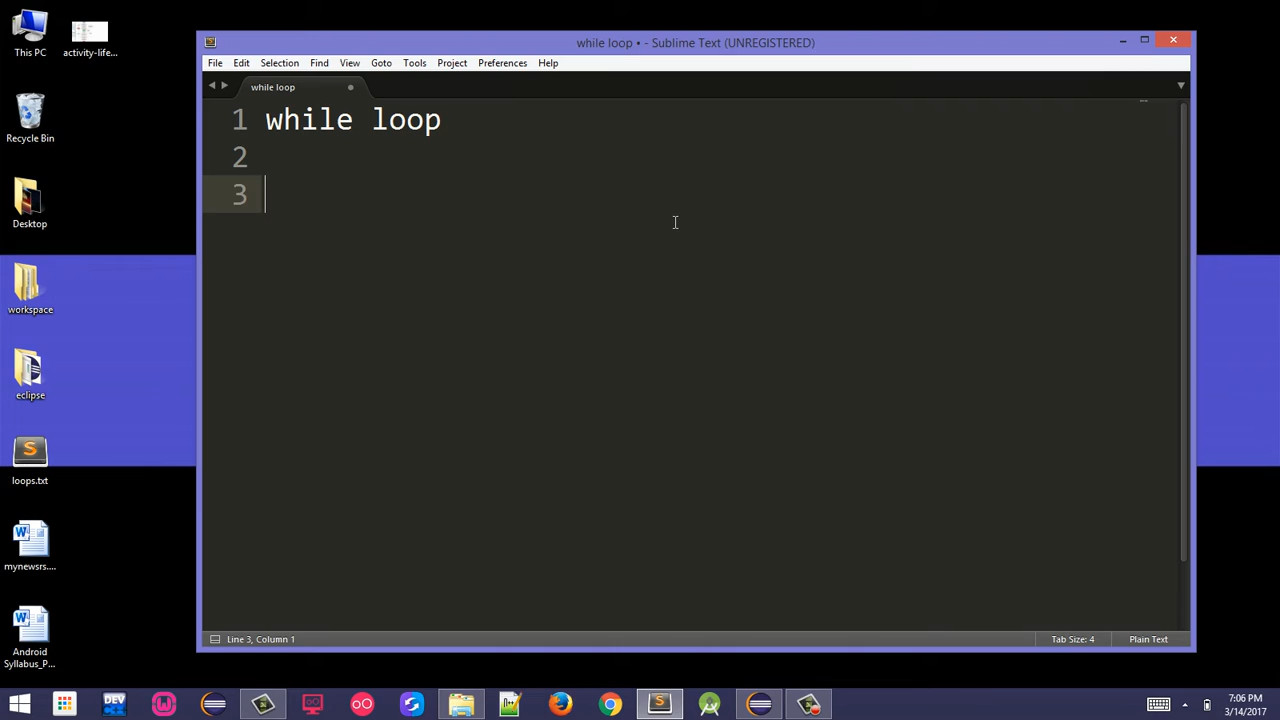 This PC
activity-life...
Recycle Bin
Desktop
workspace
eclipse
loops.txt
mynewsrs....
Android
Syllabus_P...
while loop • - Sublime Text (UNREGISTERED)
File Edit Selection Find View Goto Tools Project Preferences Help
while loop
1 while loop
2
3
Line 3, Column 1 Tab Size: 4 Plain Text
DEV
7:06 PM
3/14/2017